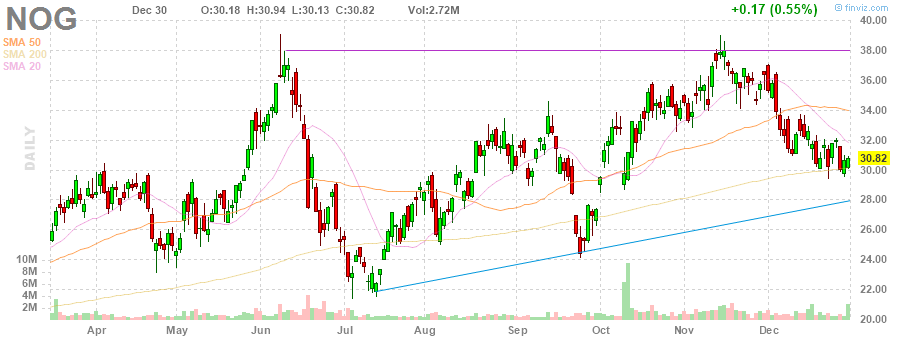 NOG Dec 30 O:30.18 H:30.94 L:30.13 C:30.82 Vol:2.72M +0.17 (0.55%) © finviz.com
SMA 50
SMA 200
SMA 20
DAILY
40.00
38.00
36.00
34.00
32.00
30.82
30.00
28.00
26.00
24.00
22.00
20.00
10M
8M
6M
4M
2M
Apr May Jun Jul Aug Sep Oct Nov Dec